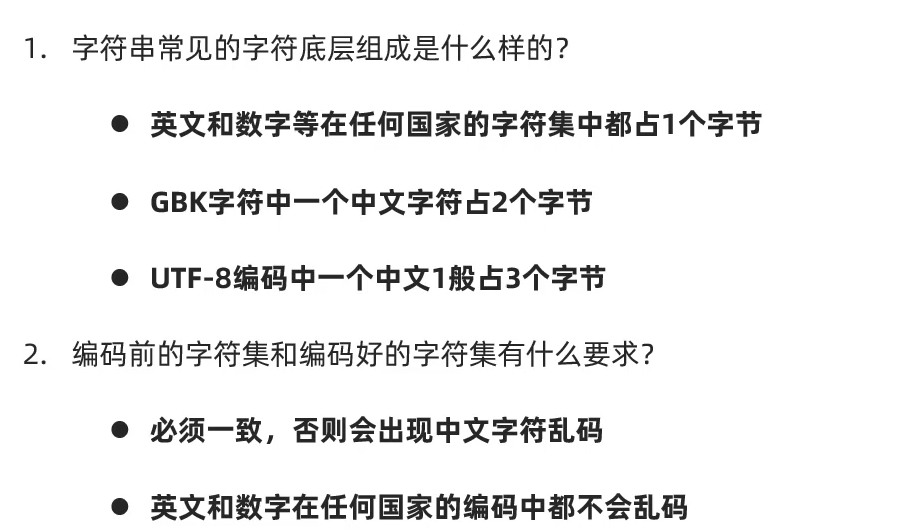 1. 字符串常见的字符底层组成是什么样的？
● 英文和数字等在任何国家的字符集中都占1个字节
● GBK字符中一个中文字符占2个字节
● UTF-8编码中一个中文1般占3个字节
2. 编码前的字符集和编码好的字符集有什么要求？
● 必须一致，否则会出现中文字符乱码
● 英文和数字在任何国家的编码中都不会乱码